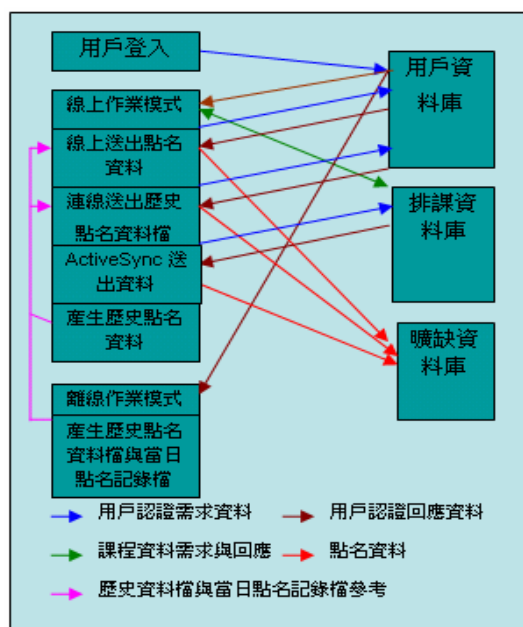 用戶登入
線上作業模式
線上送出點名
資料
連線送出歷史
點名資料檔
ActiveSync 送
出資料
產生歷史點名
資料
離線作業模式
產生歷史點名
資料檔與當日
點名記錄檔
用戶資
料庫
排課資
料庫
曠缺資
料庫
用戶認證需求資料
用戶認證回應資料
課程資料需求與回應
點名資料
歷史資料檔與當日點名記錄檔參考